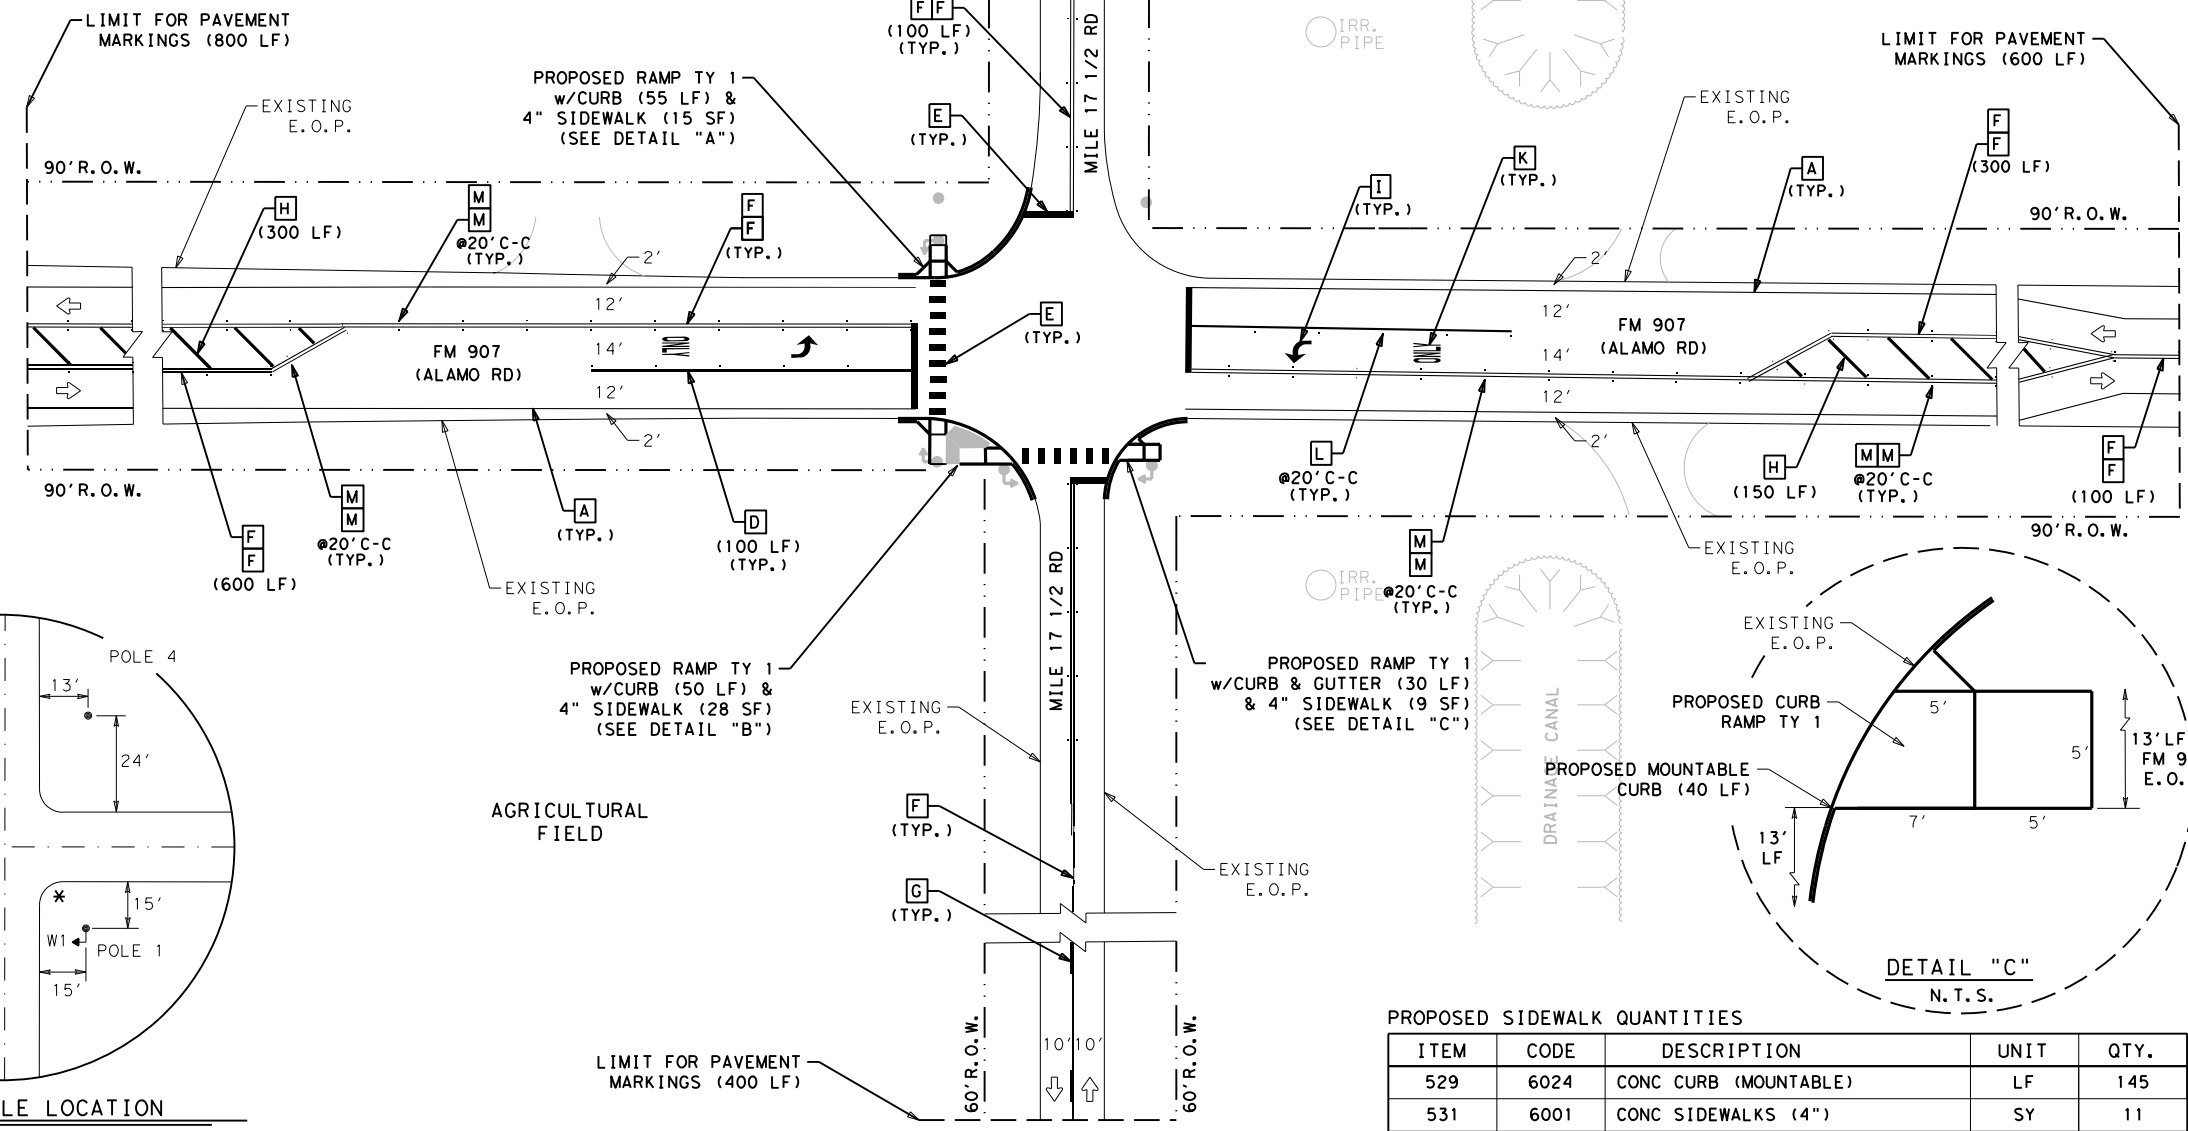 LIMIT FOR PAVEMENT
MARKINGS (800 LF)
EXISTING
E.O.P.
90'R.O.W.
PROPOSED RAMP TY 1
w/CURB (55 LF) &
4" SIDEWALK (15 SF)
(SEE DETAIL "A")
F F
(100 LF)
(TYP.)
E
(TYP.)
MILE 17 1/2 RD
IRR.
PIPE
LIMIT FOR PAVEMENT
MARKINGS (600 LF)
EXISTING
E.O.P.
F
F
(300 LF)
A
(TYP.)
K
(TYP.)
I
(TYP.)
90'R.O.W.
H
(300 LF)
M
M
@20'C-C
(TYP.)
F
F
(TYP.)
2'
12'
14'
12'
2'
FM 907
(ALAMO RD)
ONLY
E
(TYP.)
2'
12'
14'
12'
2'
FM 907
(ALAMO RD)
ONLY
90'R.O.W.
F
F
(600 LF)
M
M
@20'C-C
(TYP.)
A
(TYP.)
D
(100 LF)
(TYP.)
EXISTING
E.O.P.
L
@20'C-C
(TYP.)
M
M
@20'C-C
(TYP.)
H
(150 LF)
M M
@20'C-C
(TYP.)
F
F
(100 LF)
90'R.O.W.
EXISTING
E.O.P.
IRR.
PIPE
MILE 17 1/2 RD
PROPOSED RAMP TY 1
w/CURB (50 LF) &
4" SIDEWALK (28 SF)
(SEE DETAIL "B")
PROPOSED RAMP TY 1
w/CURB & GUTTER (30 LF)
& 4" SIDEWALK (9 SF)
(SEE DETAIL "C")
EXISTING
E.O.P.
AGRICULTURAL
FIELD
F
(TYP.)
G
(TYP.)
EXISTING
E.O.P.
DRAINAGE CANAL
POLE 4
13'
24'
15'
*
W1
POLE 1
15'
LE LOCATION
LIMIT FOR PAVEMENT
MARKINGS (400 LF)
60'R.O.W.
10' 10'
60'R.O.W.
EXISTING
E.O.P.
PROPOSED CURB
RAMP TY 1
PROPOSED MOUNTABLE
CURB (40 LF)
5'
5'
7'
5'
13'
LF
13'LF
FM 9
E.O.
DETAIL "C"
N.T.S.
PROPOSED SIDEWALK QUANTITIES
ITEM CODE DESCRIPTION UNIT QTY.
529 6024 CONC CURB (MOUNTABLE) LF 145
531 6001 CONC SIDEWALKS (4") SY 11